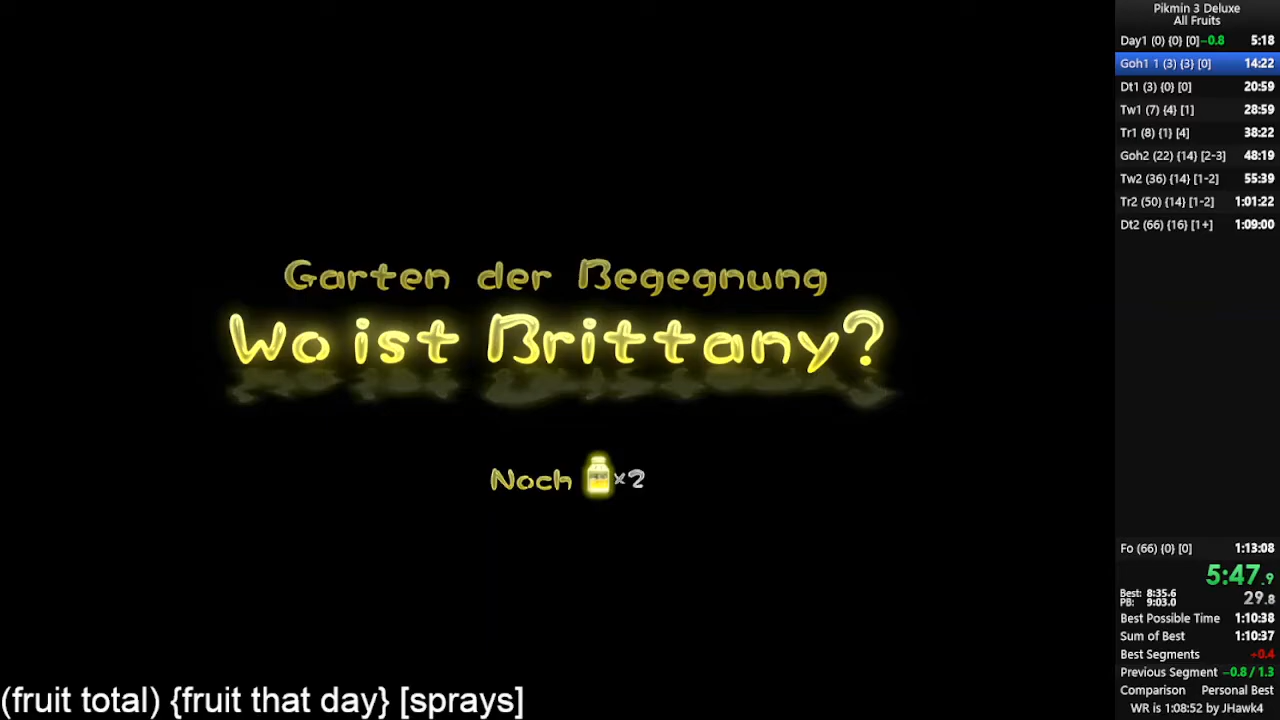 Pikmin 3 Deluxe
All Fruits
Day1 (0) {0} [0] −0.8 5:18
Goh1 1 (3) {3} [0] 14:22
Dt1 (3) {0} [0] 20:59
Tw1 (7) {4} [1] 28:59
Tr1 (8) {1} [4] 38:22
Goh2 (22) {14} [2-3] 48:19
Tw2 (36) {14} [1-2] 55:39
Tr2 (50) {14} [1-2] 1:01:22
Dt2 (66) {16} [1+] 1:09:00
Garten der Begegnung
Wo ist Brittany?
Noch ×2
Fo (66) {0} [0] 1:13:08
5:47.9
Best: 8:35.6
PB: 9:03.0 29.8
Best Possible Time 1:10:38
Sum of Best 1:10:37
Best Segments +0.4
Previous Segment −0.8 / 1.3
Comparison Personal Best
WR is 1:08:52 by JHawk4
(fruit total) {fruit that day} [sprays]